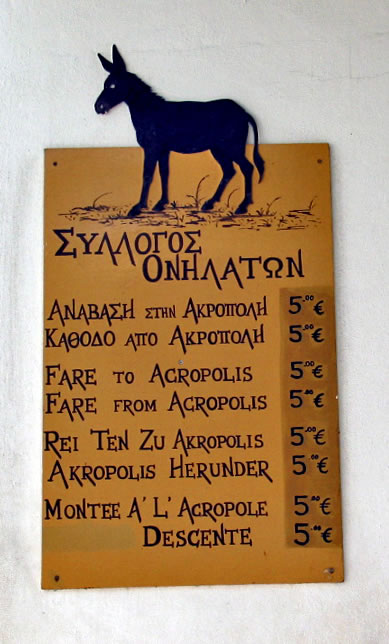 ΣΥΛΛΟΓΟΣ
ΟΝΗΛΑΤΩΝ
ΑΝΑΒΑΣΗ ΣΤΗΝ ΑΚΡΟΠΟΛΗ 5.00€
ΚΑΘΟΔΟ ΑΠΟ ΑΚΡΟΠΟΛΗ 5.00€
FARE TO ACROPOLIS 5.00€
FARE FROM ACROPOLIS 5.00€
REI TEN ZU AKROPOLIS 5.00€
AKROPOLIS HERUNDER 5.00€
MONTEE A' L' ACROPOLE 5.00€
DESCENTE 5.00€